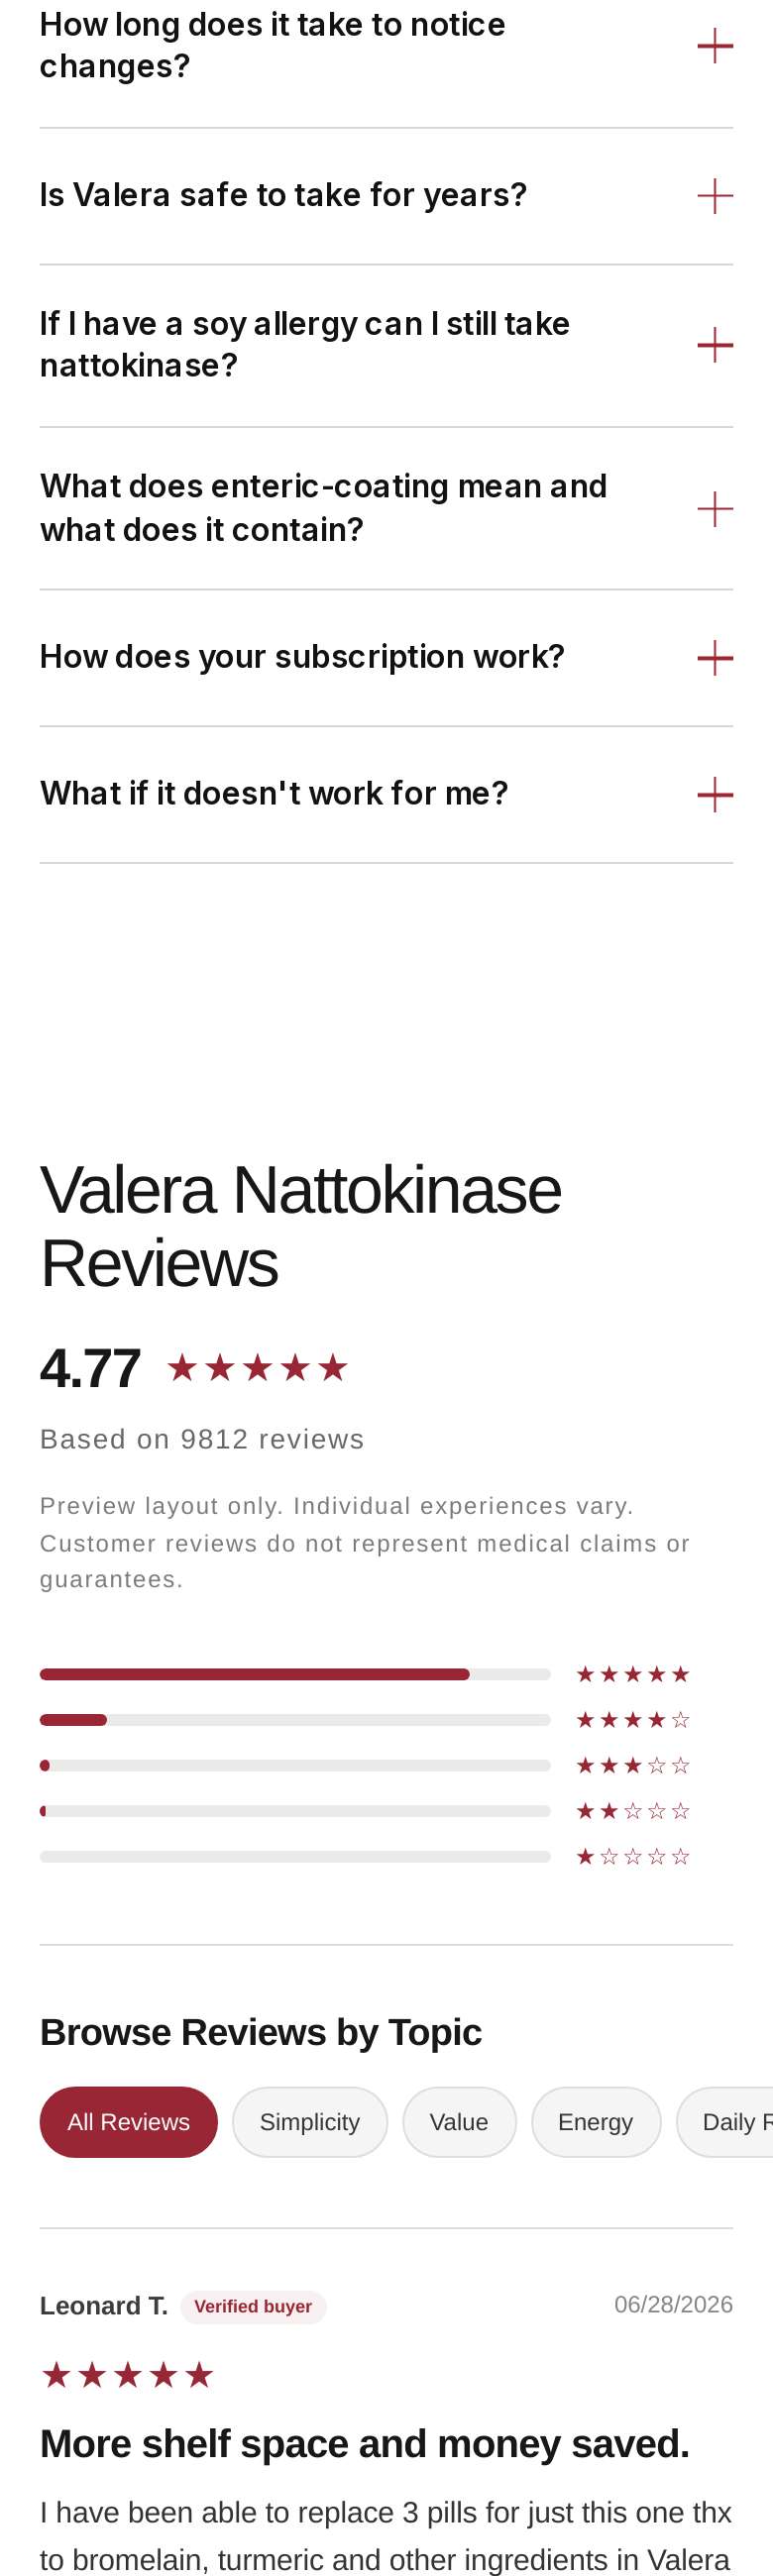 How long does it take to notice
changes?
Is Valera safe to take for years?
If I have a soy allergy can I still take
nattokinase?
What does enteric-coating mean and
what does it contain?
How does your subscription work?
What if it doesn't work for me?
Valera Nattokinase
Reviews
4.77 ★★★★★
Based on 9812 reviews
Preview layout only. Individual experiences vary.
Customer reviews do not represent medical claims or
guarantees.
★★★★★
★★★★☆
★★★☆☆
★★☆☆☆
★☆☆☆☆
Browse Reviews by Topic
All Reviews Simplicity Value Energy Daily R
Leonard T. Verified buyer 06/28/2026
★★★★★
More shelf space and money saved.
I have been able to replace 3 pills for just this one thx
to bromelain, turmeric and other ingredients in Valera